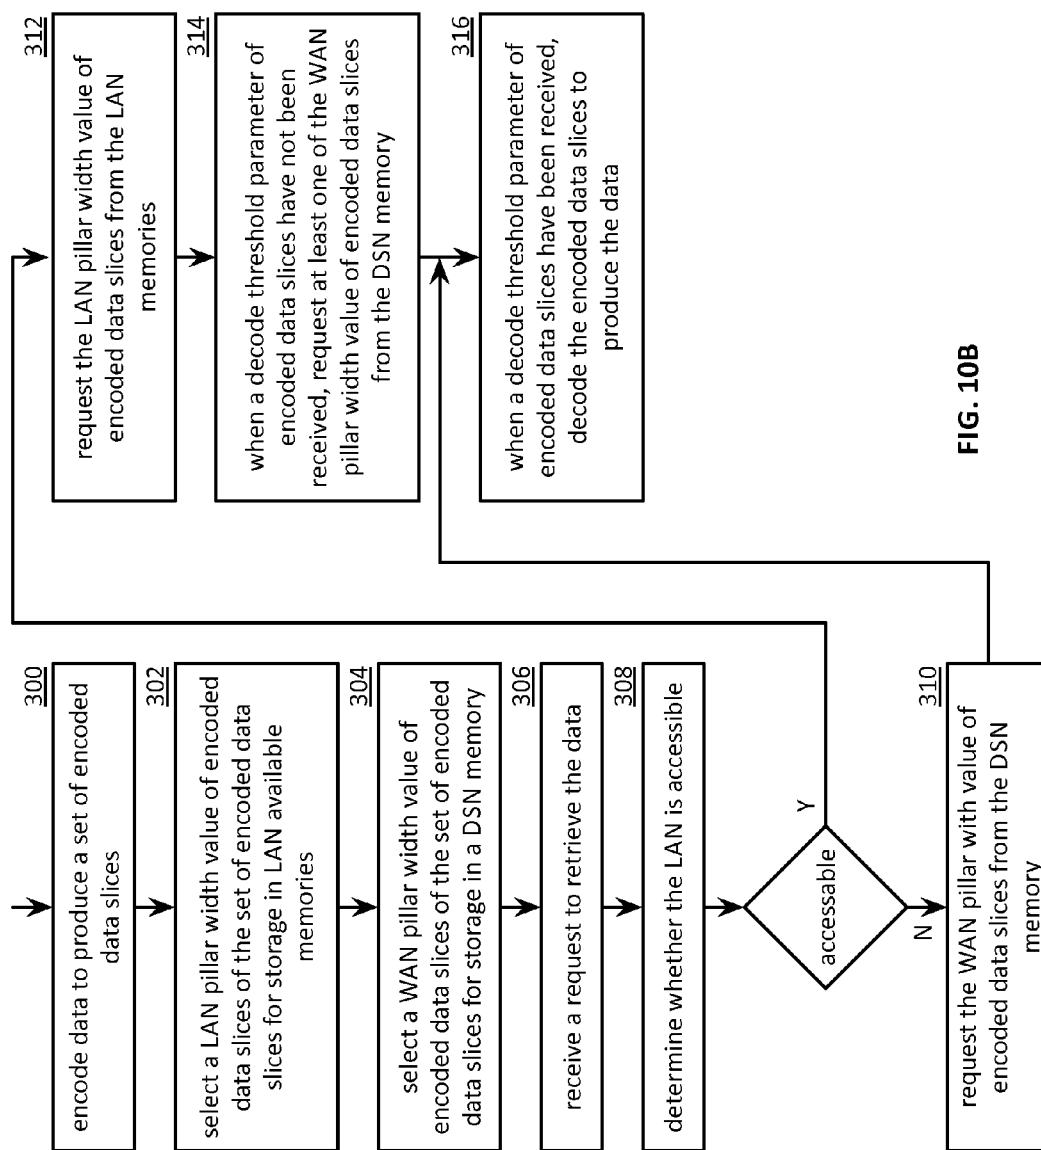 300
encode data to produce a set of encoded
data slices
302
select a LAN pillar width value of encoded
data slices of the set of encoded data
slices for storage in LAN available
memories
304
select a WAN pillar width value of
encoded data slices of the set of encoded
data slices for storage in a DSN memory
306
receive a request to retrieve the data
308
determine whether the LAN is accessible
accessable
Y
N
310
request the WAN pillar with value of
encoded data slices from the DSN
memory
312
request the LAN pillar width value of
encoded data slices from the LAN
memories
314
when a decode threshold parameter of
encoded data slices have not been
received, request at least one of the WAN
pillar width value of encoded data slices
from the DSN memory
316
when a decode threshold parameter of
encoded data slices have been received,
decode the encoded data slices to
produce the data
FIG. 10B